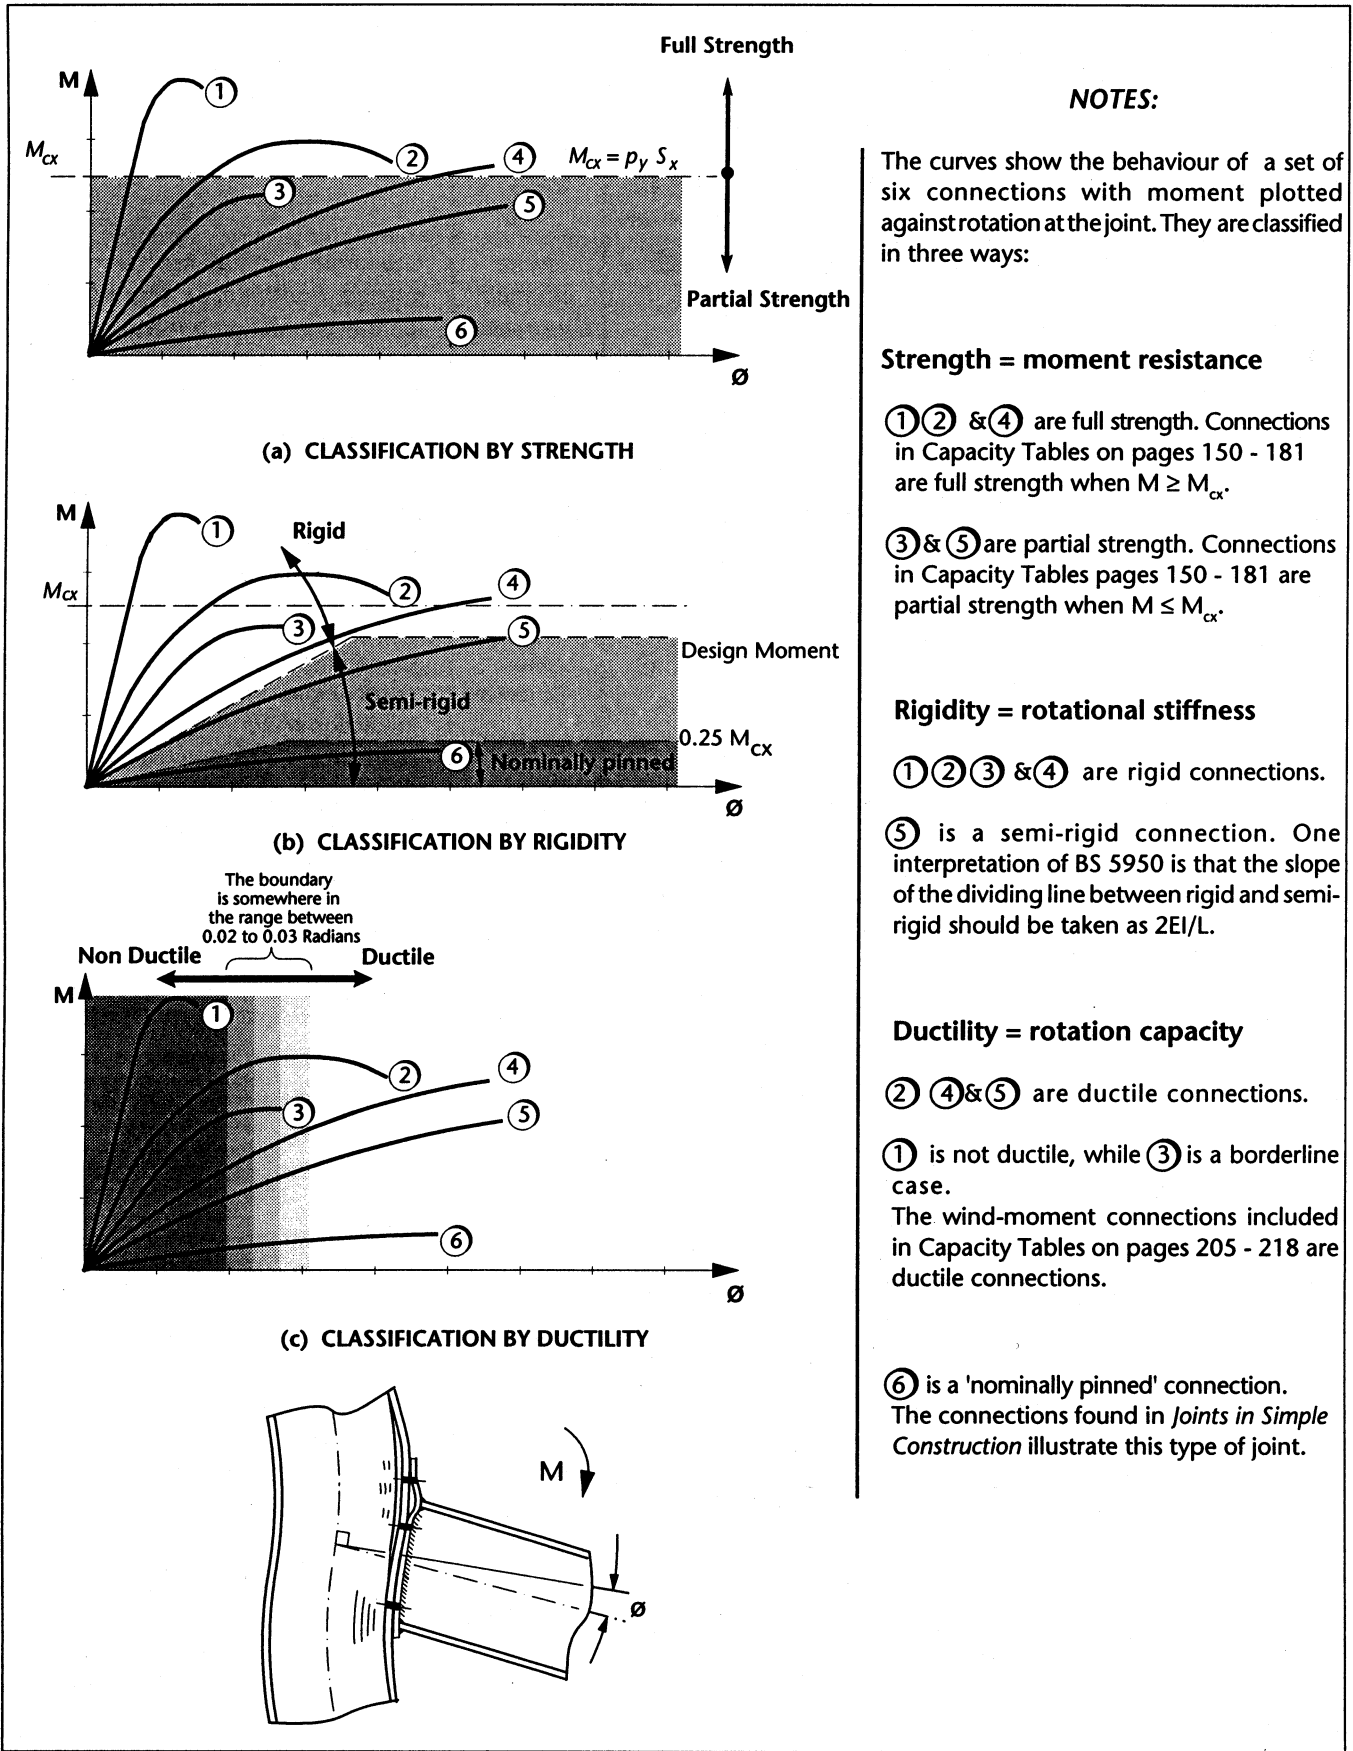 Full Strength
M
①
M_cx
②
④
M_cx = p_y S_x
③
⑤
Partial Strength
⑥
Ø
(a) CLASSIFICATION BY STRENGTH
M
①
Rigid
M_cx
②
④
③
⑤
Design Moment
Semi-rigid
0.25 M_CX
⑥
Nominally pinned
Ø
(b) CLASSIFICATION BY RIGIDITY
The boundary
is somewhere in
the range between
0.02 to 0.03 Radians
Non Ductile
Ductile
M
①
②
④
③
⑤
⑥
Ø
(c) CLASSIFICATION BY DUCTILITY
M
Ø
NOTES:
The curves show the behaviour of a set of
six connections with moment plotted
against rotation at the joint. They are classified
in three ways:
Strength = moment resistance
①② &④ are full strength. Connections
in Capacity Tables on pages 150 - 181
are full strength when M ≥ M_cx.
③& ⑤ are partial strength. Connections
in Capacity Tables pages 150 - 181 are
partial strength when M ≤ M_cx.
Rigidity = rotational stiffness
①②③ &④ are rigid connections.
⑤ is a semi-rigid connection. One
interpretation of BS 5950 is that the slope
of the dividing line between rigid and semi-
rigid should be taken as 2EI/L.
Ductility = rotation capacity
② ④&⑤ are ductile connections.
① is not ductile, while ③ is a borderline
case.
The wind-moment connections included
in Capacity Tables on pages 205 - 218 are
ductile connections.
⑥ is a 'nominally pinned' connection.
The connections found in Joints in Simple
Construction illustrate this type of joint.